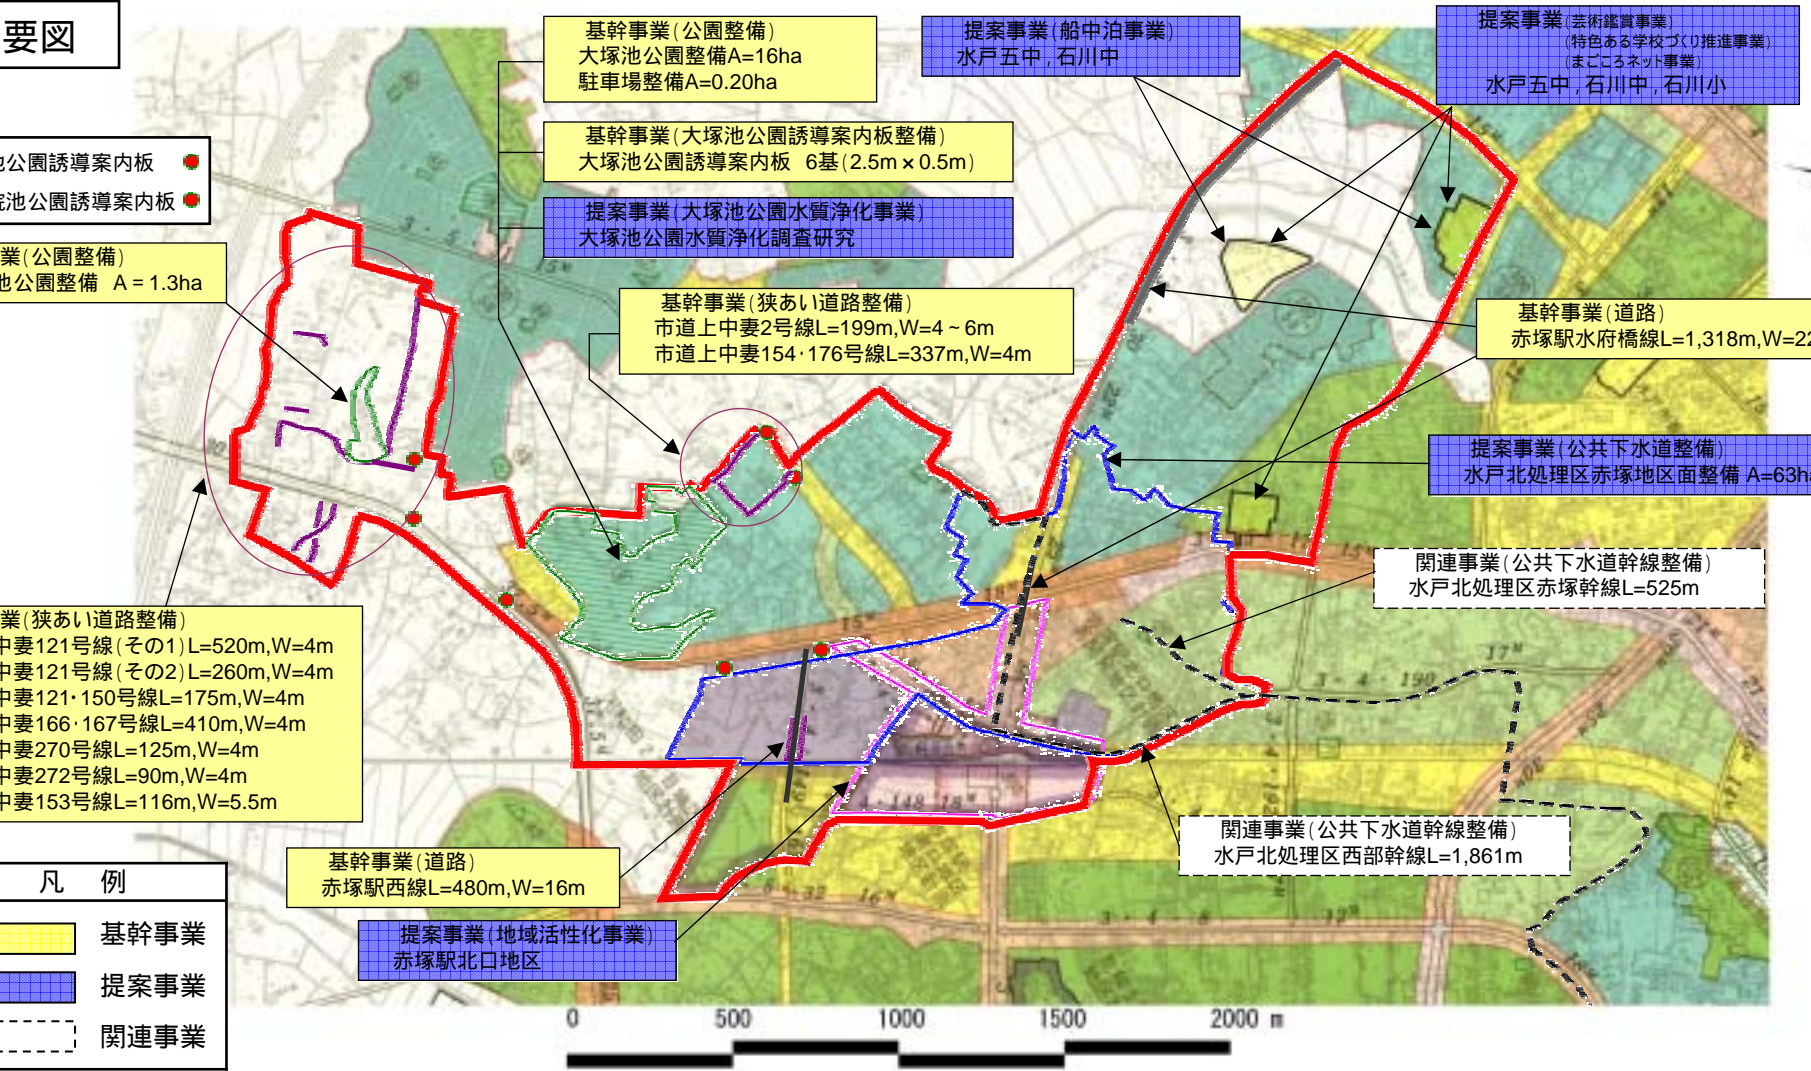 要図
基幹事業(公園整備)
大塚池公園整備A=16ha
駐車場整備A=0.20ha
提案事業(船中泊事業)
水戸五中,石川中
提案事業(芸術鑑賞事業)
(特色ある学校づくり推進事業)
(まごころネット事業)
水戸五中,石川中,石川小
基幹事業(大塚池公園誘導案内板整備)
大塚池公園誘導案内板 6基(2.5m×0.5m)
池公園誘導案内板
池公園誘導案内板
提案事業(大塚池公園水質浄化事業)
大塚池公園水質浄化調査研究
業(公園整備)
池公園整備 A=1.3ha
基幹事業(狭あい道路整備)
市道上中妻2号線L=199m,W=4~6m
市道上中妻154・176号線L=337m,W=4m
基幹事業(道路)
赤塚駅水府橋線L=1,318m,W=22
提案事業(公共下水道整備)
水戸北処理区赤塚地区面整備 A=63h
関連事業(公共下水道幹線整備)
水戸北処理区赤塚幹線L=525m
業(狭あい道路整備)
中妻121号線(その1)L=520m,W=4m
中妻121号線(その2)L=260m,W=4m
中妻121・150号線L=175m,W=4m
中妻166・167号線L=410m,W=4m
中妻270号線L=125m,W=4m
中妻272号線L=90m,W=4m
中妻153号線L=116m,W=5.5m
関連事業(公共下水道幹線整備)
水戸北処理区西部幹線L=1,861m
基幹事業(道路)
赤塚駅西線L=480m,W=16m
提案事業(地域活性化事業)
赤塚駅北口地区
凡 例
基幹事業
提案事業
関連事業
0 500 1000 1500 2000 m